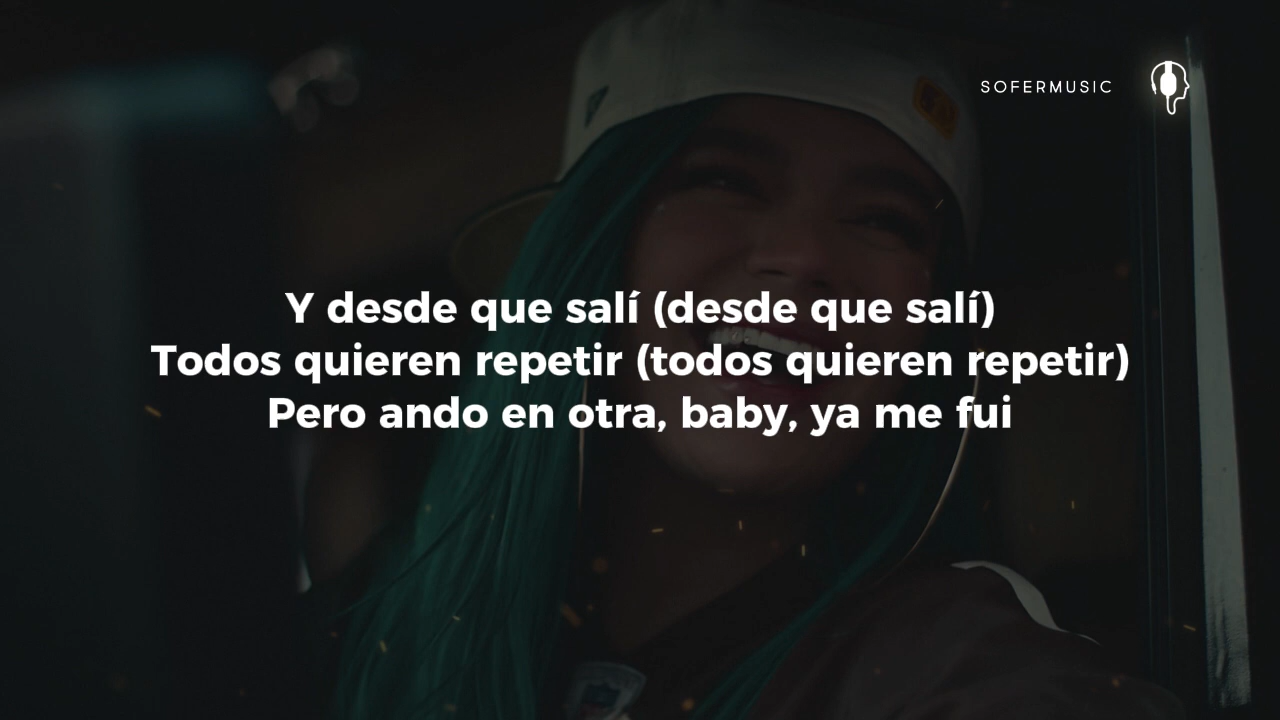 SOFERMUSIC
Y desde que salí (desde que salí)
Todos quieren repetir (todos quieren repetir)
Pero ando en otra, baby, ya me fui